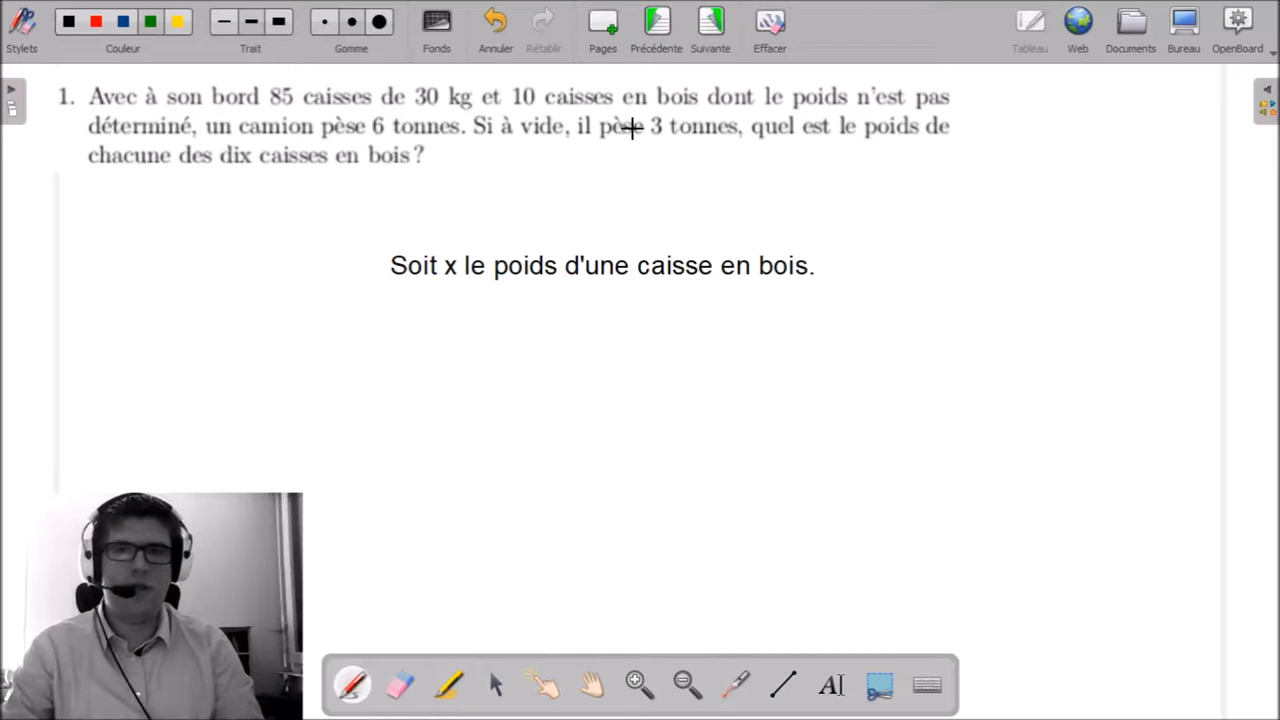 Stylets
Couleur
Trait
Gomme
Fonds
Annuler
Rétablir
Pages
Précédente
Suivante
Effacer
Tableau
Web
Documents
Bureau
OpenBoard
1. Avec à son bord 85 caisses de 30 kg et 10 caisses en bois dont le poids n'est pas
déterminé, un camion pèse 6 tonnes. Si à vide, il pèse 3 tonnes, quel est le poids de
chacune des dix caisses en bois ?
Soit x le poids d'une caisse en bois.
AI